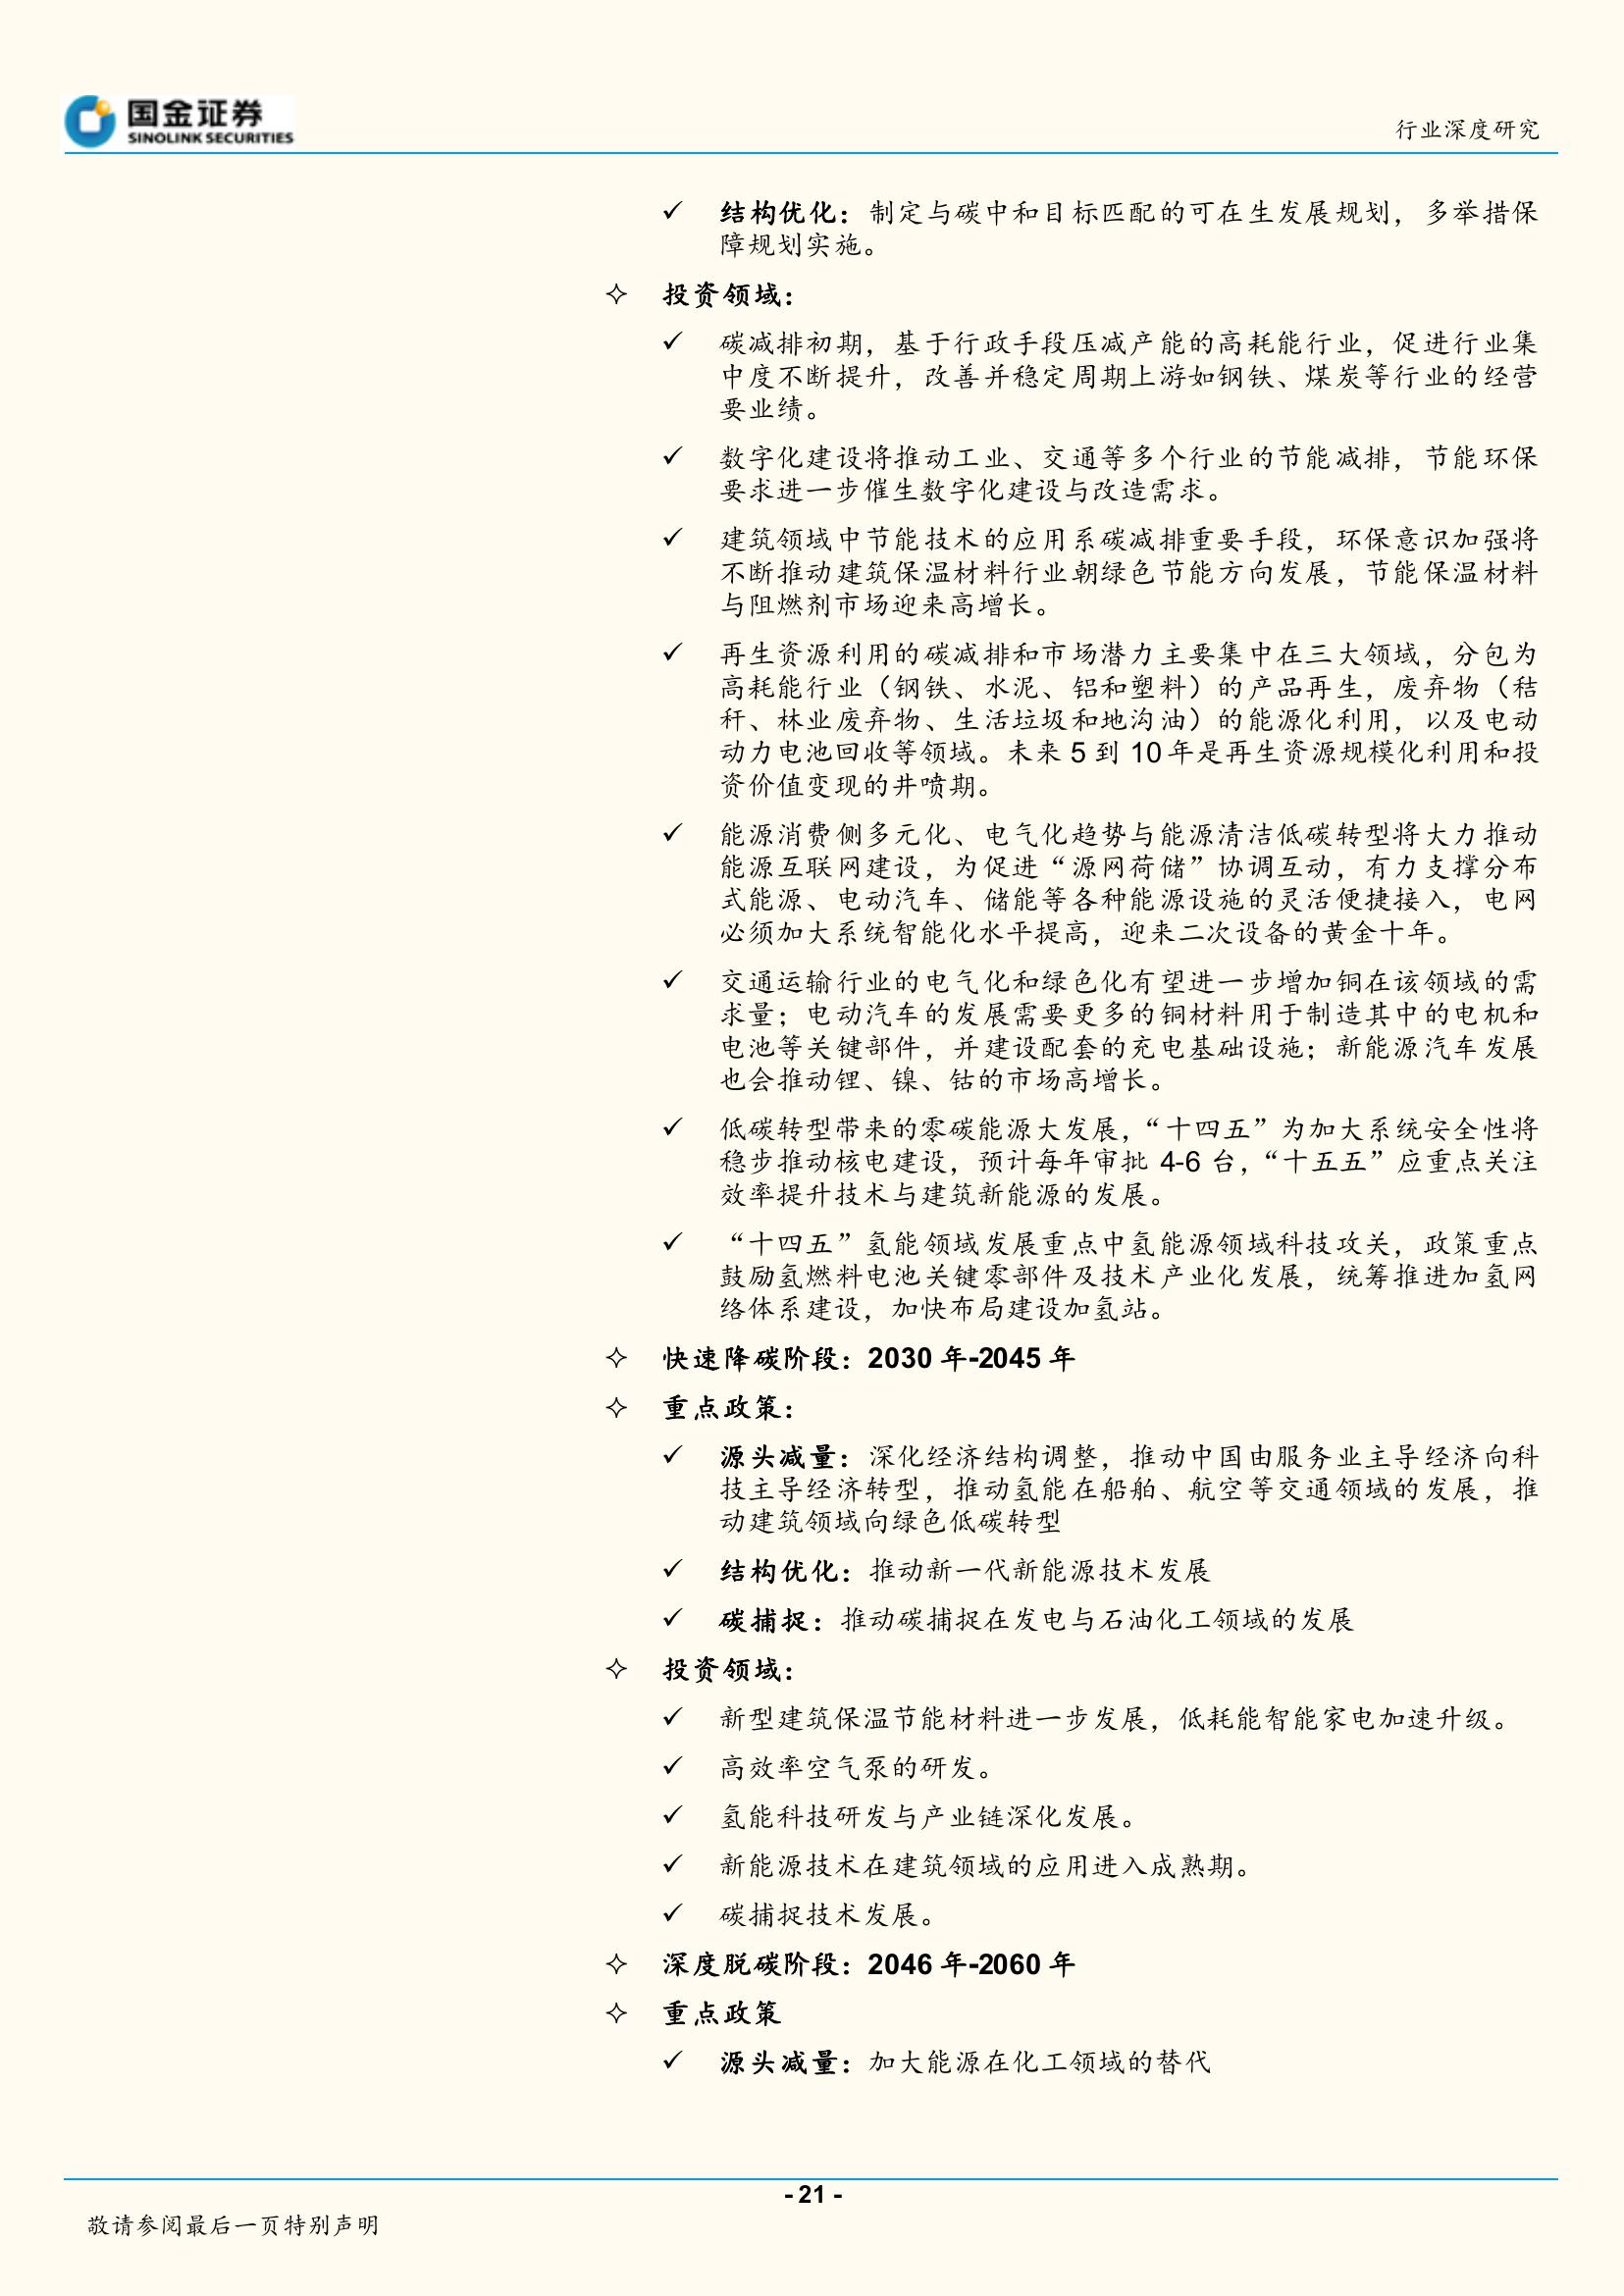 国金证券
SINOLINK SECURITIES
行业深度研究
✓ 结构优化：制定与碳中和目标匹配的可在生发展规划，多举措保
障规划实施。
✧ 投资领域：
✓ 碳减排初期，基于行政手段压减产能的高耗能行业，促进行业集
中度不断提升，改善并稳定周期上游如钢铁、煤炭等行业的经营
要业绩。
✓ 数字化建设将推动工业、交通等多个行业的节能减排，节能环保
要求进一步催生数字化建设与改造需求。
✓ 建筑领域中节能技术的应用系碳减排重要手段，环保意识加强将
不断推动建筑保温材料行业朝绿色节能方向发展，节能保温材料
与阻燃剂市场迎来高增长。
✓ 再生资源利用的碳减排和市场潜力主要集中在三大领域，分包为
高耗能行业（钢铁、水泥、铝和塑料）的产品再生，废弃物（秸
秆、林业废弃物、生活垃圾和地沟油）的能源化利用，以及电动
动力电池回收等领域。未来 5 到 10 年是再生资源规模化利用和投
资价值变现的井喷期。
✓ 能源消费侧多元化、电气化趋势与能源清洁低碳转型将大力推动
能源互联网建设，为促进“源网荷储”协调互动，有力支撑分布
式能源、电动汽车、储能等各种能源设施的灵活便捷接入，电网
必须加大系统智能化水平提高，迎来二次设备的黄金十年。
✓ 交通运输行业的电气化和绿色化有望进一步增加铜在该领域的需
求量；电动汽车的发展需要更多的铜材料用于制造其中的电机和
电池等关键部件，并建设配套的充电基础设施；新能源汽车发展
也会推动锂、镍、钴的市场高增长。
✓ 低碳转型带来的零碳能源大发展，“十四五”为加大系统安全性将
稳步推动核电建设，预计每年审批 4-6 台，“十五五”应重点关注
效率提升技术与建筑新能源的发展。
✓ “十四五”氢能领域发展重点中氢能源领域科技攻关，政策重点
鼓励氢燃料电池关键零部件及技术产业化发展，统筹推进加氢网
络体系建设，加快布局建设加氢站。
✧ 快速降碳阶段：2030 年-2045 年
✧ 重点政策：
✓ 源头减量：深化经济结构调整，推动中国由服务业主导经济向科
技主导经济转型，推动氢能在船舶、航空等交通领域的发展，推
动建筑领域向绿色低碳转型
✓ 结构优化：推动新一代新能源技术发展
✓ 碳捕捉：推动碳捕捉在发电与石油化工领域的发展
✧ 投资领域：
✓ 新型建筑保温节能材料进一步发展，低耗能智能家电加速升级。
✓ 高效率空气泵的研发。
✓ 氢能科技研发与产业链深化发展。
✓ 新能源技术在建筑领域的应用进入成熟期。
✓ 碳捕捉技术发展。
✧ 深度脱碳阶段：2046 年-2060 年
✧ 重点政策
✓ 源头减量：加大能源在化工领域的替代
- 21 -
敬请参阅最后一页特别声明